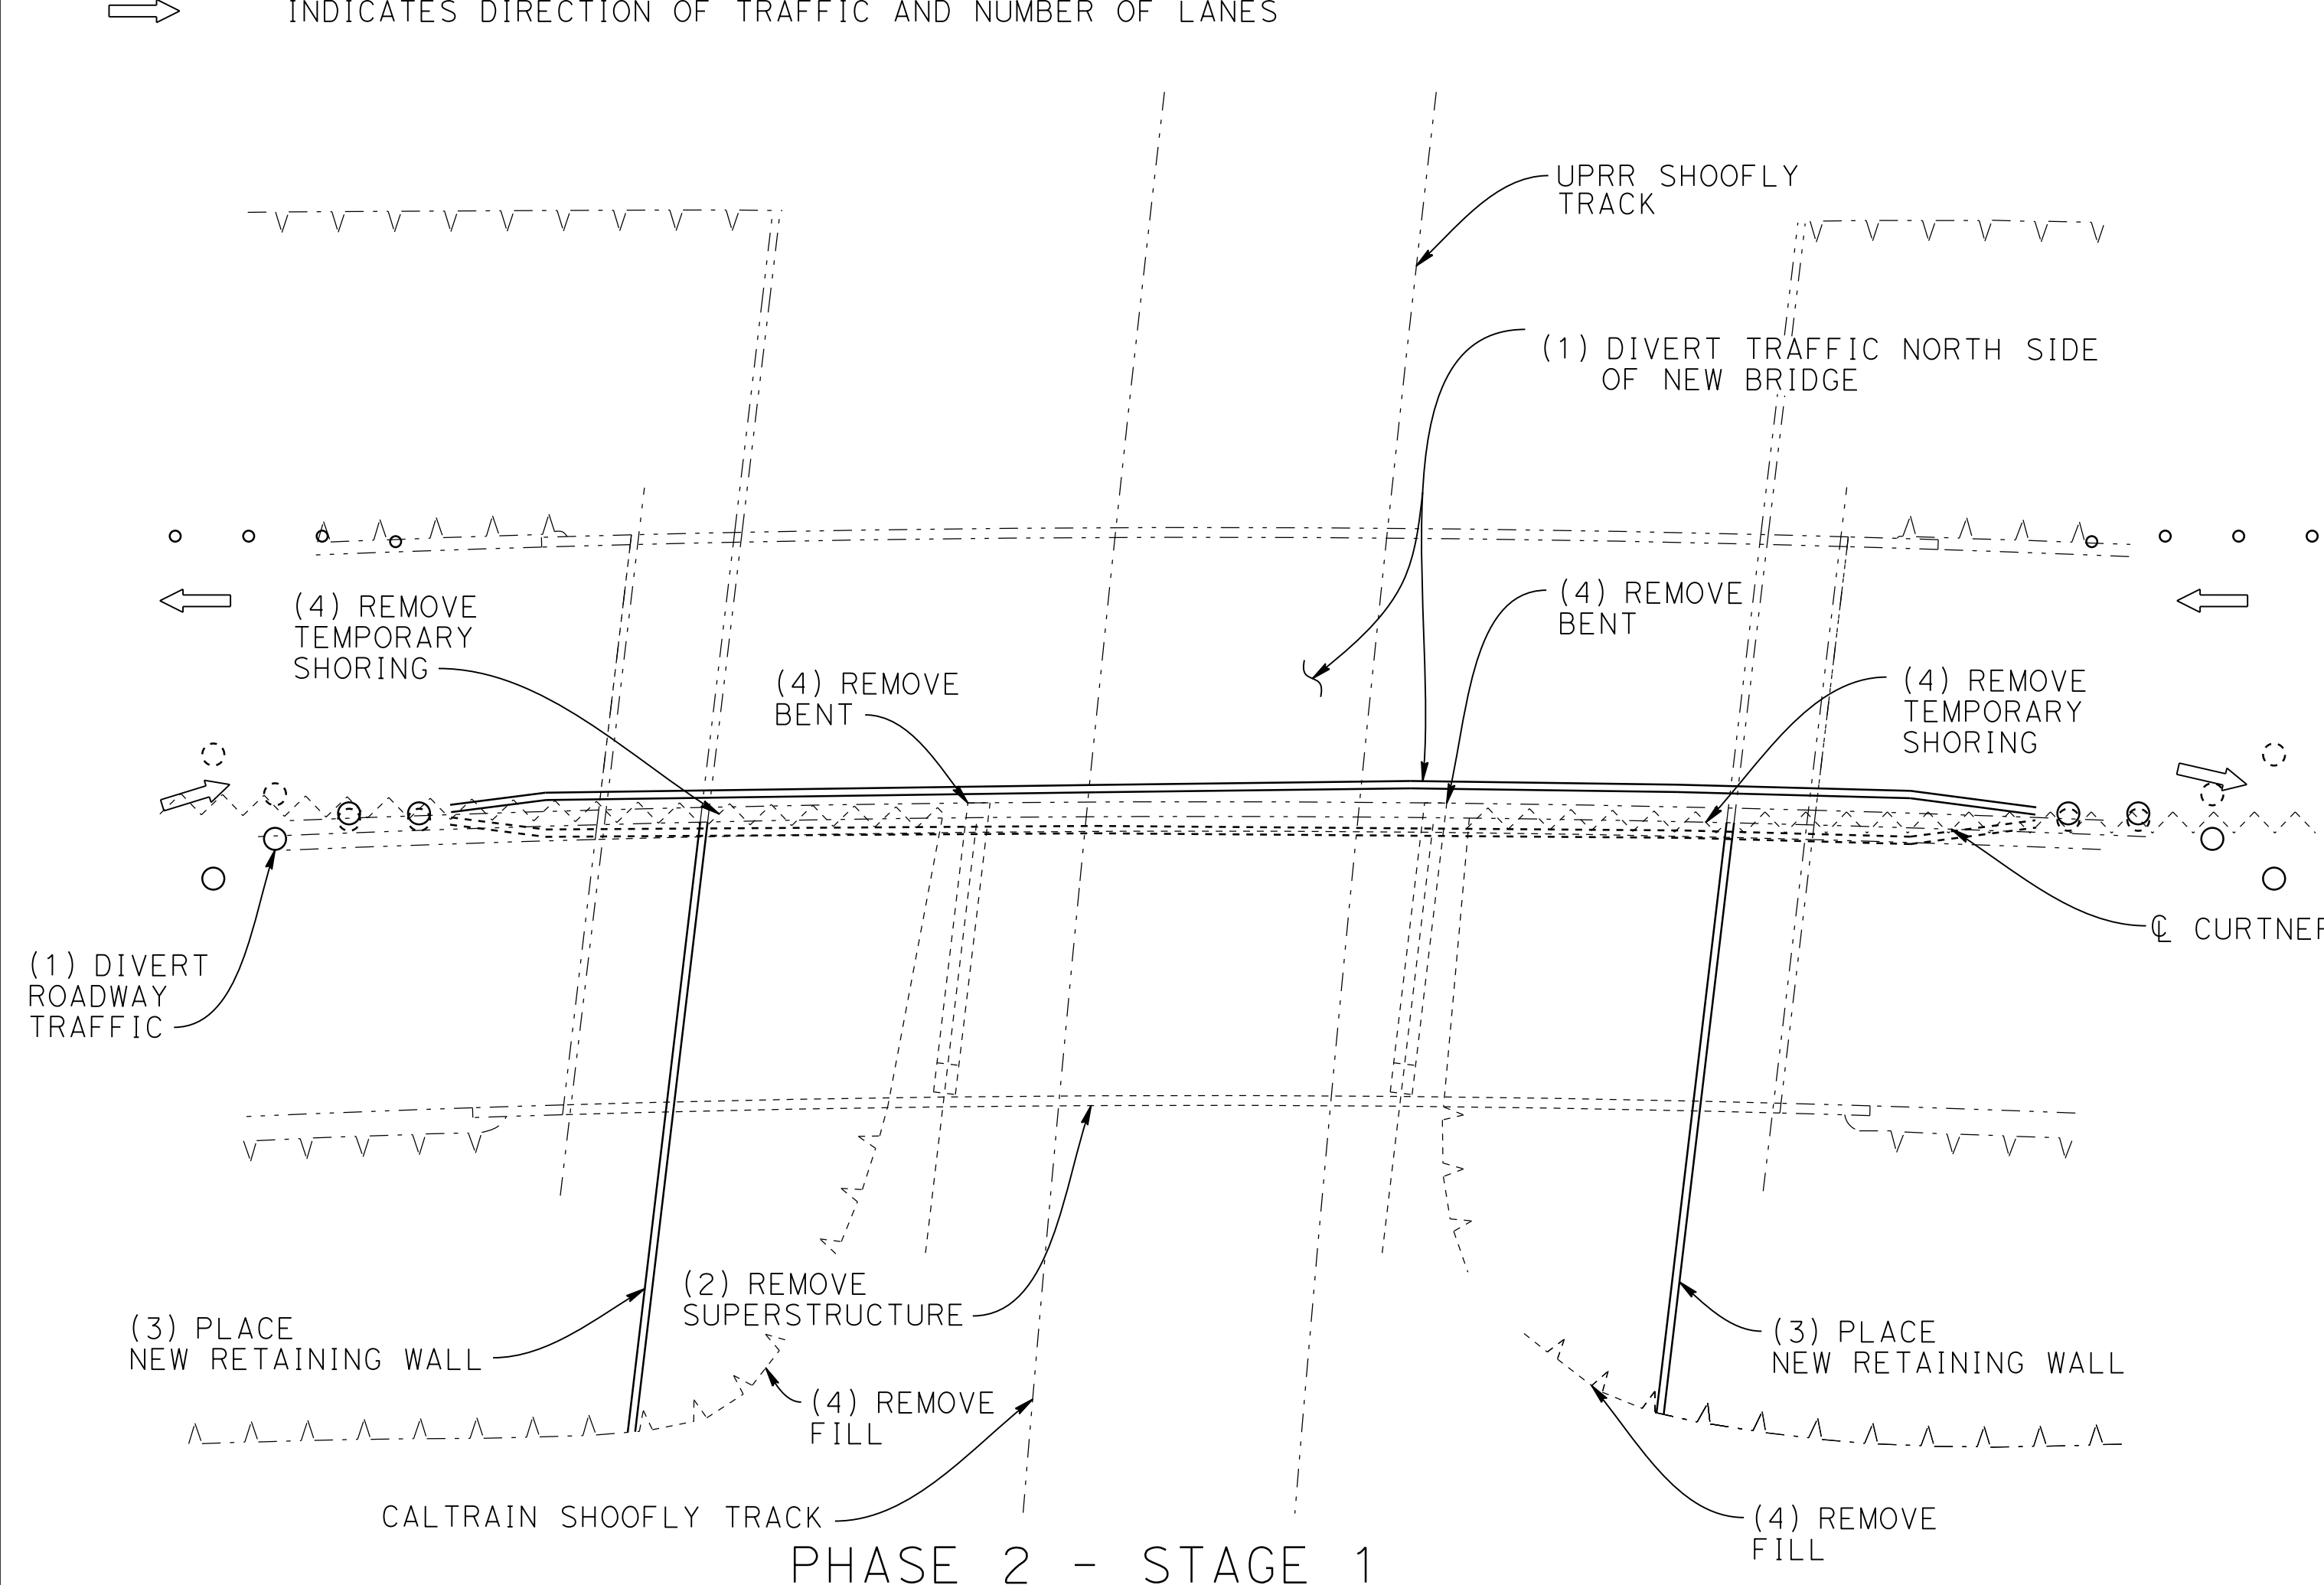 INDICATES DIRECTION OF TRAFFIC AND NUMBER OF LANES
UPRR SHOOFLY
TRACK
(1) DIVERT TRAFFIC NORTH SIDE
OF NEW BRIDGE
(4) REMOVE
TEMPORARY
SHORING
(4) REMOVE
BENT
(4) REMOVE
BENT
(4) REMOVE
TEMPORARY
SHORING
℄ CURTNER
(1) DIVERT
ROADWAY
TRAFFIC
(2) REMOVE
SUPERSTRUCTURE
(3) PLACE
NEW RETAINING WALL
(3) PLACE
NEW RETAINING WALL
(4) REMOVE
FILL
CALTRAIN SHOOFLY TRACK
(4) REMOVE
FILL
PHASE 2 - STAGE 1